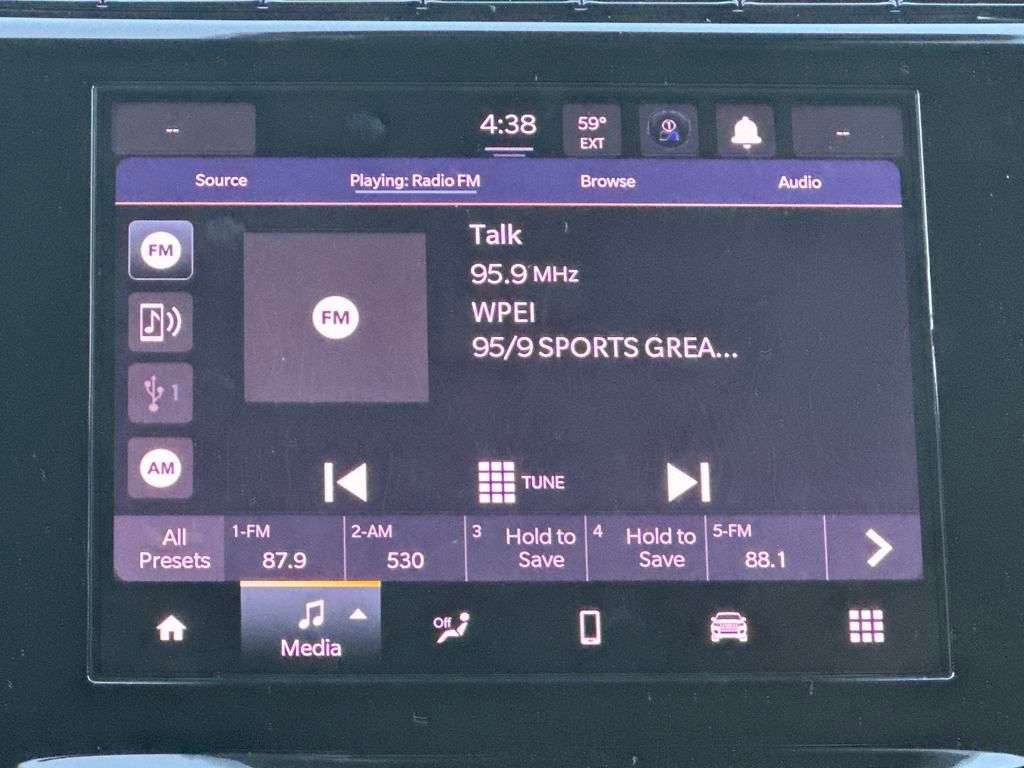 --
4:38
59°
EXT
--
Source
Playing: Radio FM
Browse
Audio
FM
1
AM
FM
Talk
95.9 MHz
WPEI
95/9 SPORTS GREA...
TUNE
All
Presets
1-FM
87.9
2-AM
530
3
Hold to
Save
4
Hold to
Save
5-FM
88.1
Media
Off